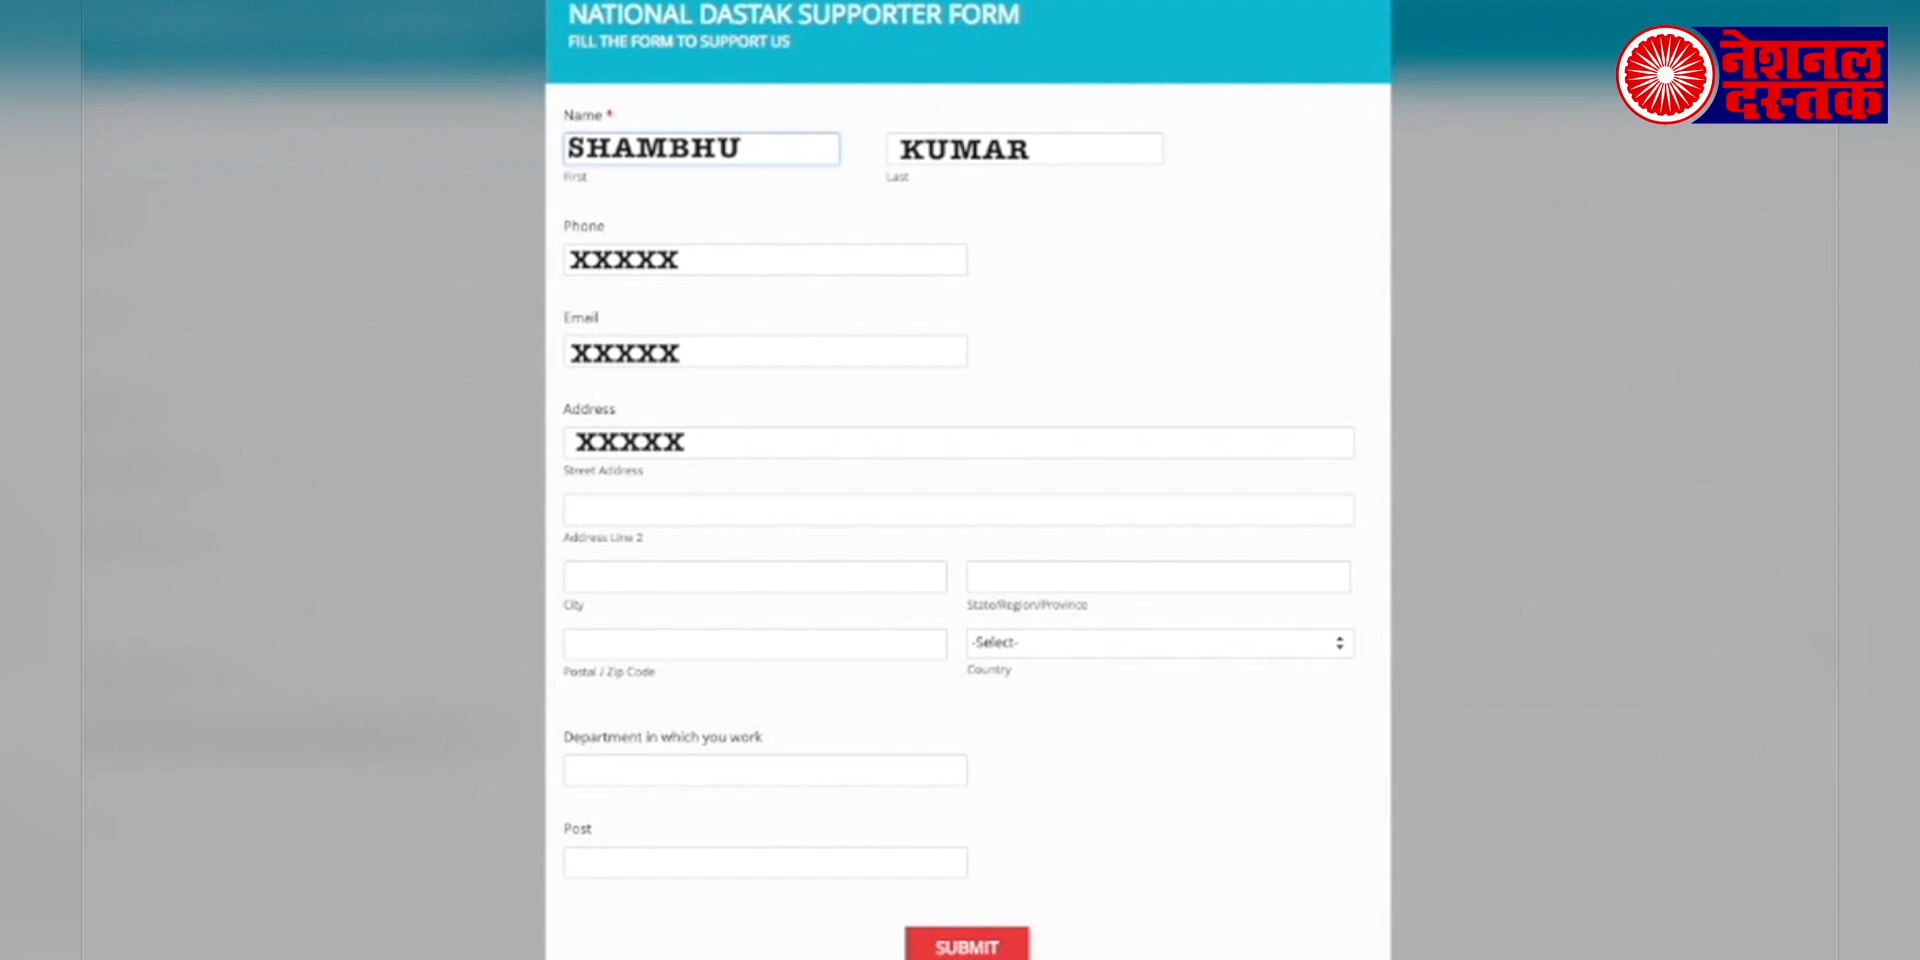 NATIONAL DASTAK SUPPORTER FORM
FILL THE FORM TO SUPPORT US
नेशनल
दस्तक
Name *
SHAMBHU KUMAR
First Last
Phone
XXXXX
Email
XXXXX
Address
XXXXX
Street Address
Address Line 2
City State/Region/Province
-Select-
Postal / Zip Code Country
Department in which you work
Post
SUBMIT